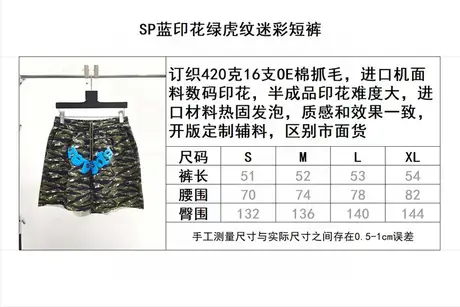 SP蓝印花绿虎纹迷彩短裤
订织420克16支OE棉抓毛，进口机面
料数码印花，半成品印花难度大，进
口材料热固发泡，质感和效果一致，
开版定制辅料，区别市面货
尺码 S M L XL
裤长 51 52 53 54
腰围 70 74 78 82
臀围 132 136 140 144
手工测量尺寸与实际尺寸之间存在0.5-1cm误差